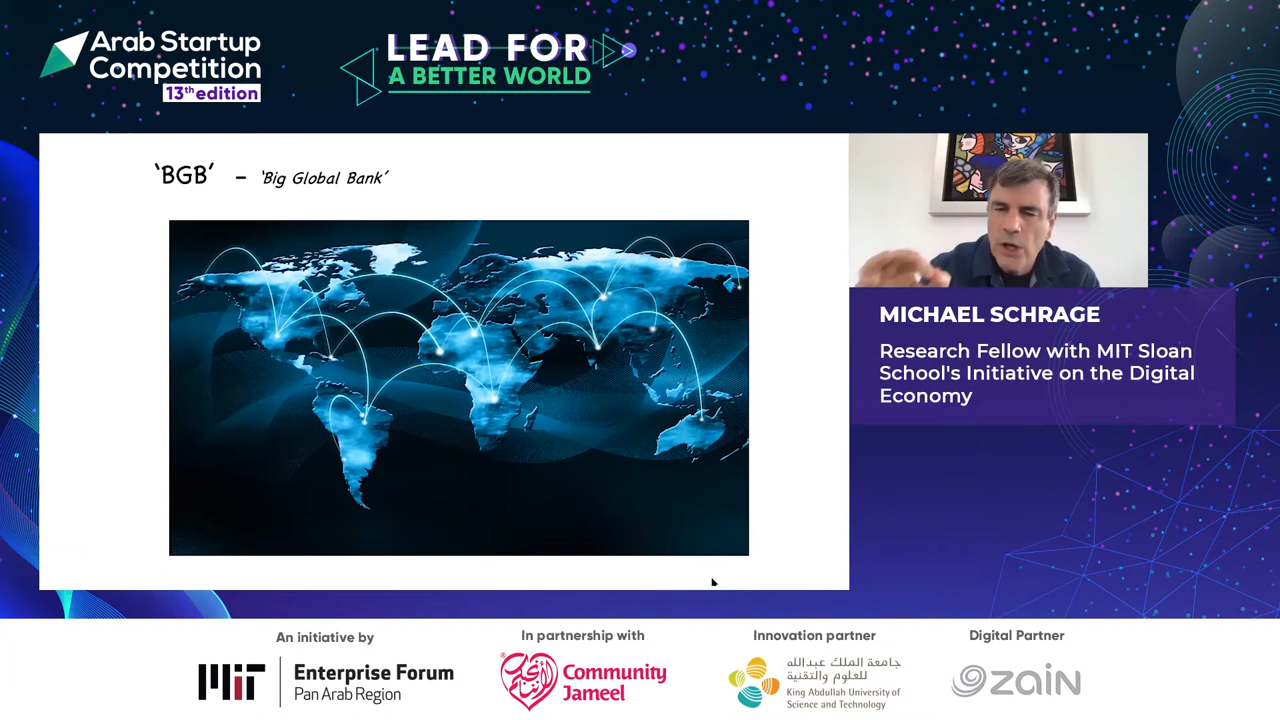 Arab Startup
Competition
13th edition
LEAD FOR
A BETTER WORLD
‘BGB’ – ‘Big Global Bank’
MICHAEL SCHRAGE
Research Fellow with MIT Sloan
School's Initiative on the Digital
Economy
An initiative by
MIT
Enterprise Forum
Pan Arab Region
In partnership with
Community
Jameel
Innovation partner
جامعة الملك عبدالله
للعلوم والتقنية
King Abdullah University of
Science and Technology
Digital Partner
zain